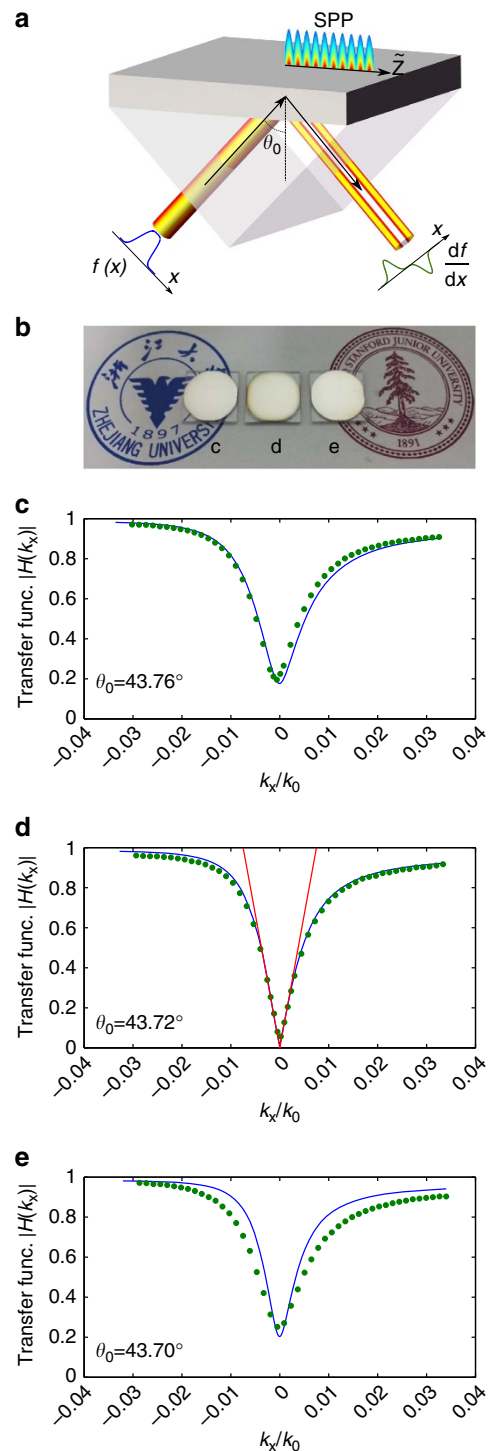 a
SPP
Z̃
θ₀
f (x)
x
x
df
dx
b
浙江大
ZHEJIANG UNIVERSI
1897
STANFORD JUNIOR UNIVERSITY
1891
c
d
e
c
Transfer func. |H(kₓ)|
1
0.8
0.6
0.4
0.2
0
θ₀=43.76°
−0.04
−0.03
−0.02
−0.01
0
0.01
0.02
0.03
0.04
kₓ/k₀
d
Transfer func. |H(kₓ)|
1
0.8
0.6
0.4
0.2
0
θ₀=43.72°
−0.04
−0.03
−0.02
−0.01
0
0.01
0.02
0.03
0.04
kₓ/k₀
e
Transfer func. |H(kₓ)|
1
0.8
0.6
0.4
0.2
0
θ₀=43.70°
−0.04
−0.03
−0.02
−0.01
0
0.01
0.02
0.03
0.04
kₓ/k₀